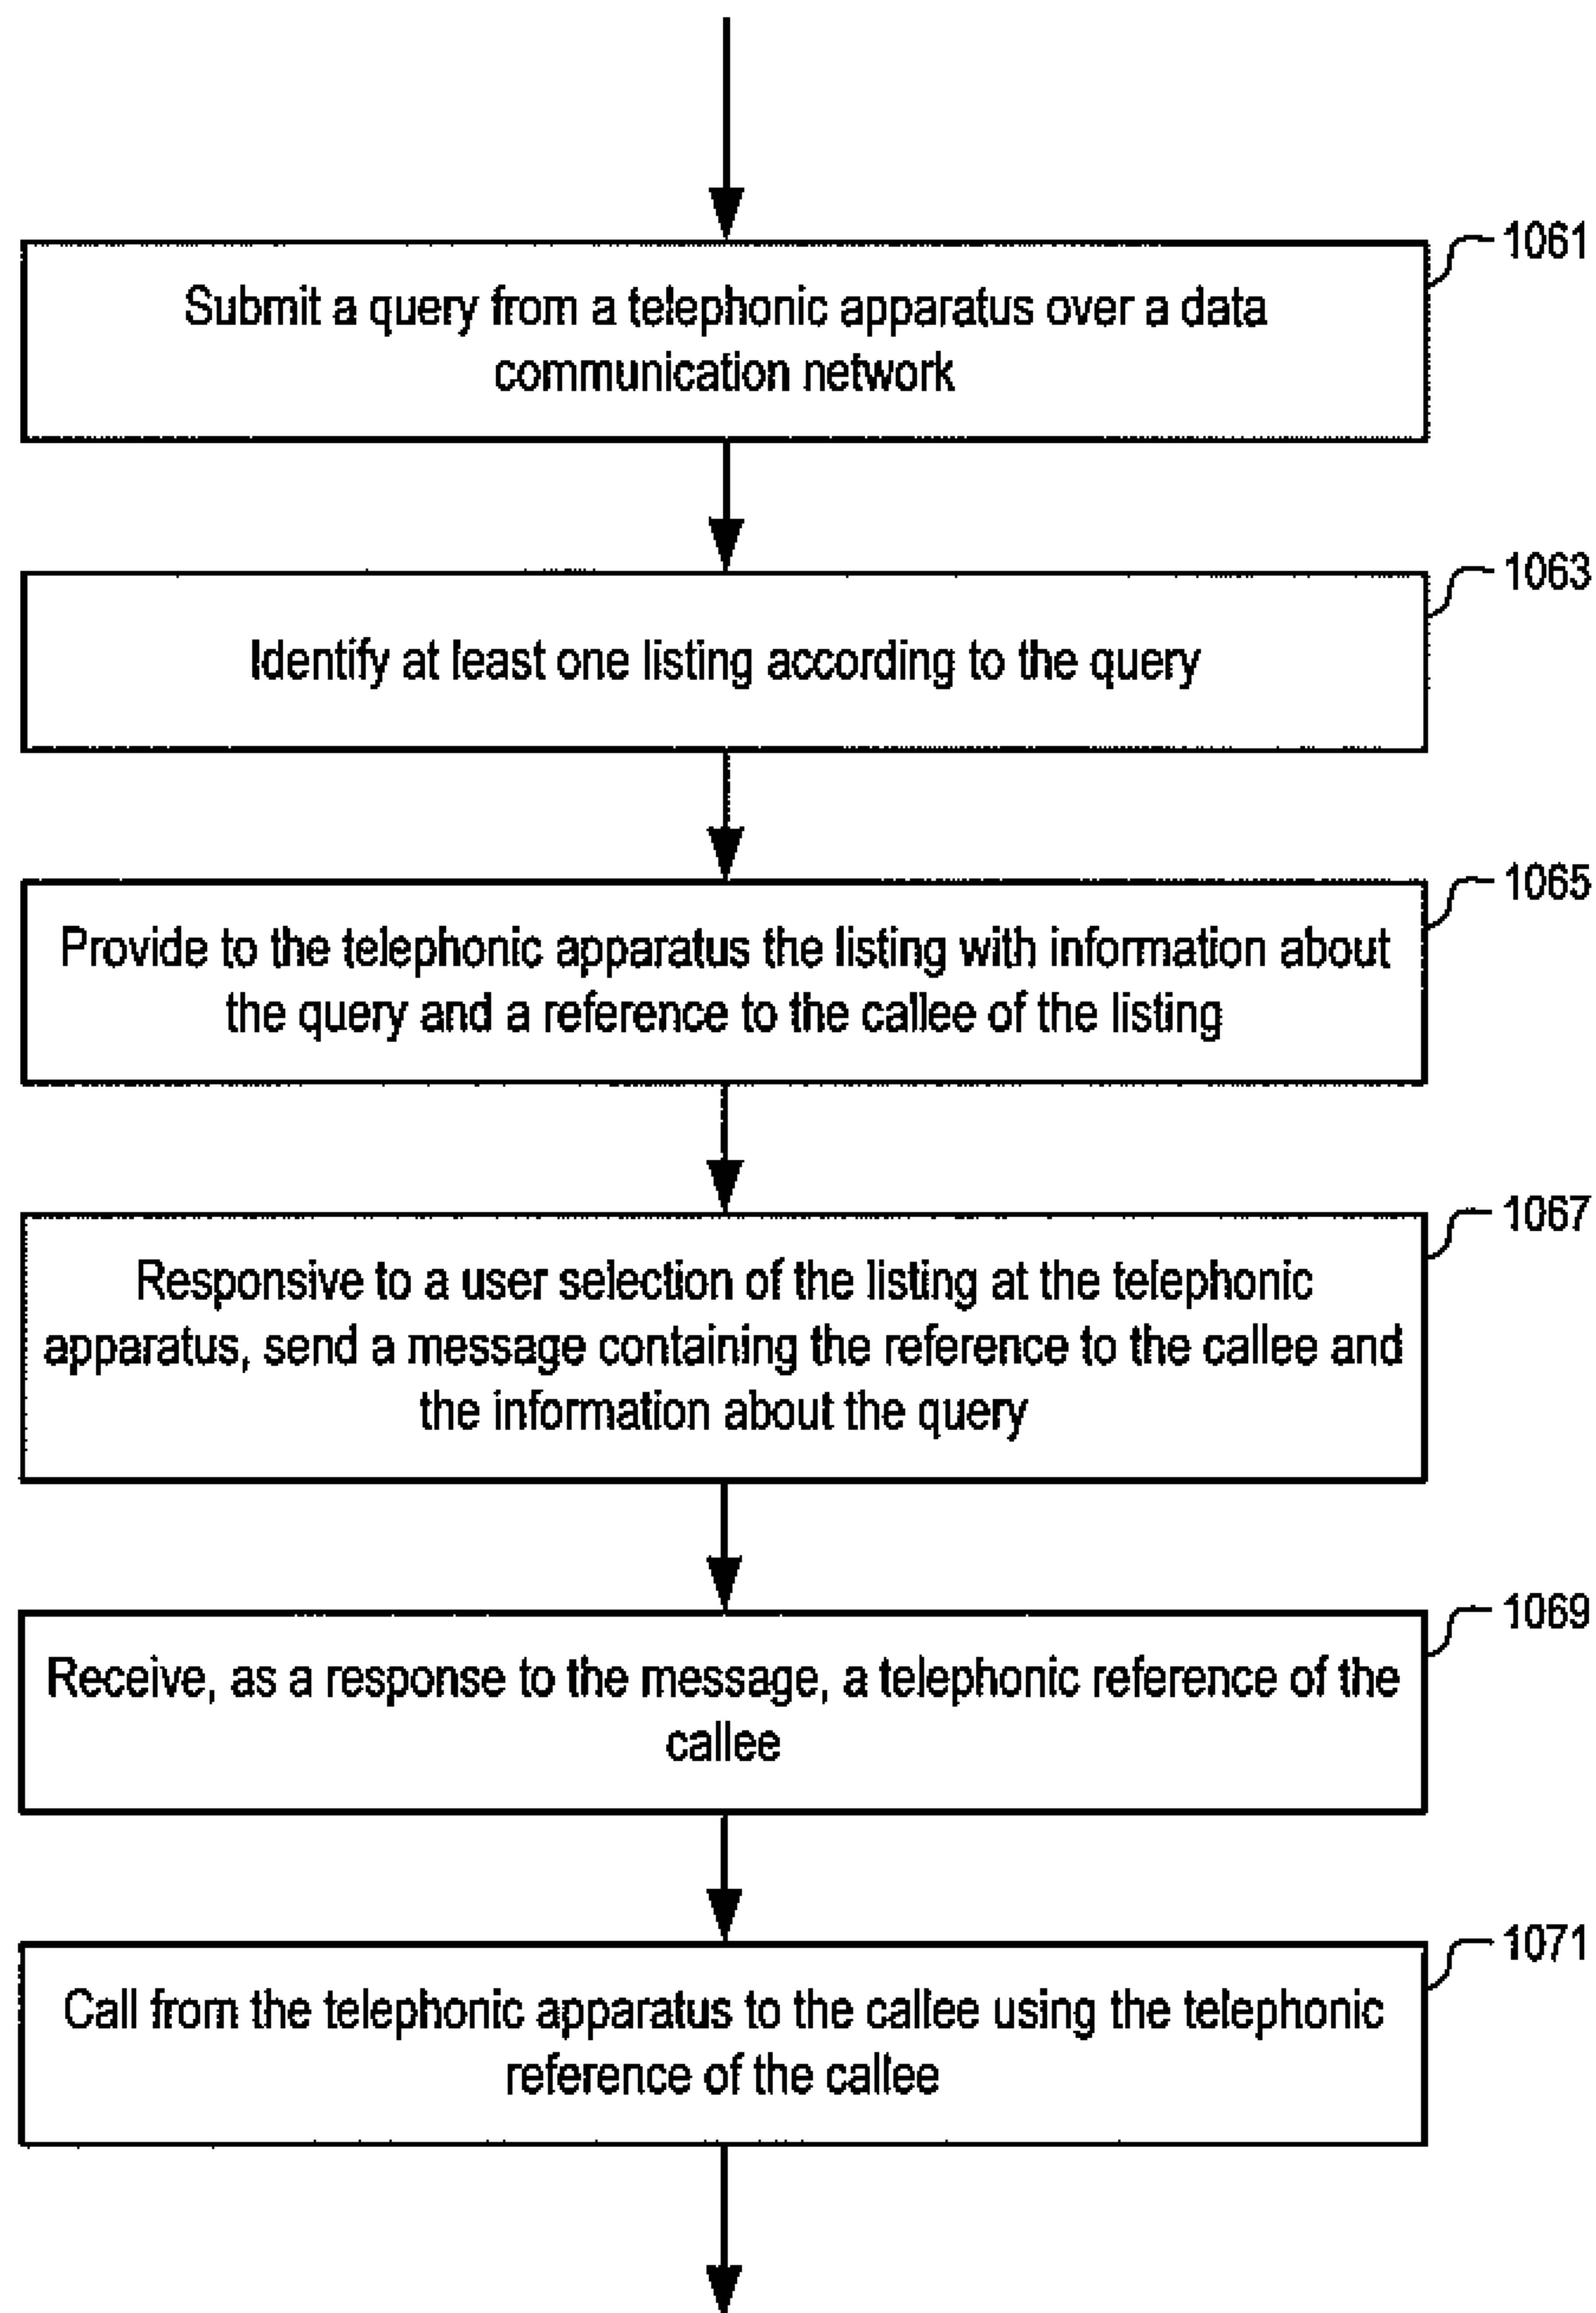 1061
Submit a query from a telephonic apparatus over a data
communication network
1063
Identify at least one listing according to the query
1065
Provide to the telephonic apparatus the listing with information about
the query and a reference to the callee of the listing
1067
Responsive to a user selection of the listing at the telephonic
apparatus, send a message containing the reference to the callee and
the information about the query
1069
Receive, as a response to the message, a telephonic reference of the
callee
1071
Call from the telephonic apparatus to the callee using the telephonic
reference of the callee